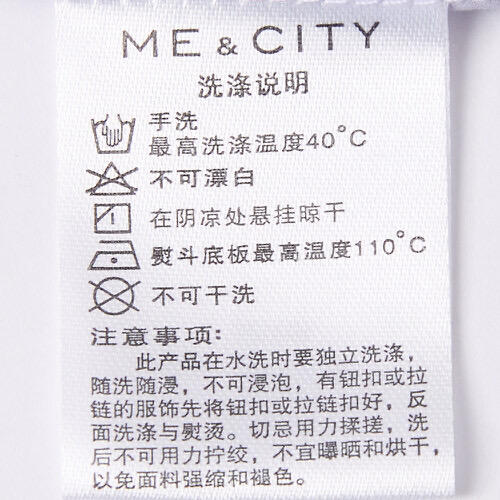 ME & CITY
洗涤说明
手洗
最高洗涤温度40°C
不可漂白
在阴凉处悬挂晾干
熨斗底板最高温度110°C
不可干洗
注意事项:
此产品在水洗时要独立洗涤,
随洗随浸，不可浸泡，有钮扣或拉
链的服饰先将钮扣或拉链扣好，反
面洗涤与熨烫。切忌用力揉搓，洗
后不可用力拧绞，不宜曝晒和烘干,
以免面料强缩和褪色。